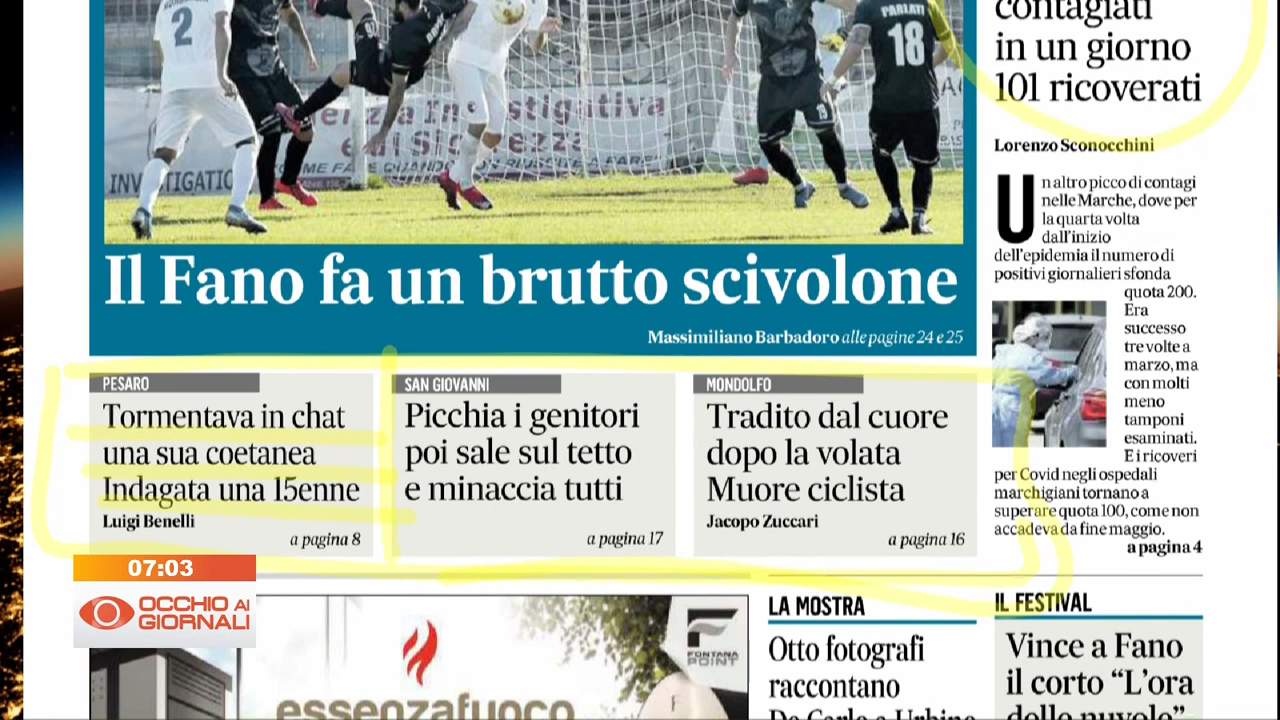 2
PARLATI
18
INVESTIGATIO
Il Fano fa un brutto scivolone
Massimiliano Barbadoro alle pagine 24 e 25
contagiati
in un giorno
101 ricoverati
Lorenzo Sconocchini
Un altro picco di contagi
nelle Marche, dove per
la quarta volta
dall'inizio
dell'epidemia il numero di
positivi giornalieri sfonda
quota 200.
Era
successo
tre volte a
marzo, ma
con molti
meno
tamponi
esaminati.
E i ricoveri
per Covid negli ospedali
marchigiani tornano a
superare quota 100, come non
accadeva da fine maggio.
a pagina 4
PESARO
Tormentava in chat
una sua coetanea
Indagata una 15enne
Luigi Benelli
a pagina 8
SAN GIOVANNI
Picchia i genitori
poi sale sul tetto
e minaccia tutti
a pagina 17
MONDOLFO
Tradito dal cuore
dopo la volata
Muore ciclista
Jacopo Zuccari
a pagina 16
07:03
OCCHIO AI
GIORNALI
essenzafuoco
FONTANA
POINT
LA MOSTRA
Otto fotografi
raccontano
De Carlo a Urbino
IL FESTIVAL
Vince a Fano
il corto "L'ora
delle nuvole"